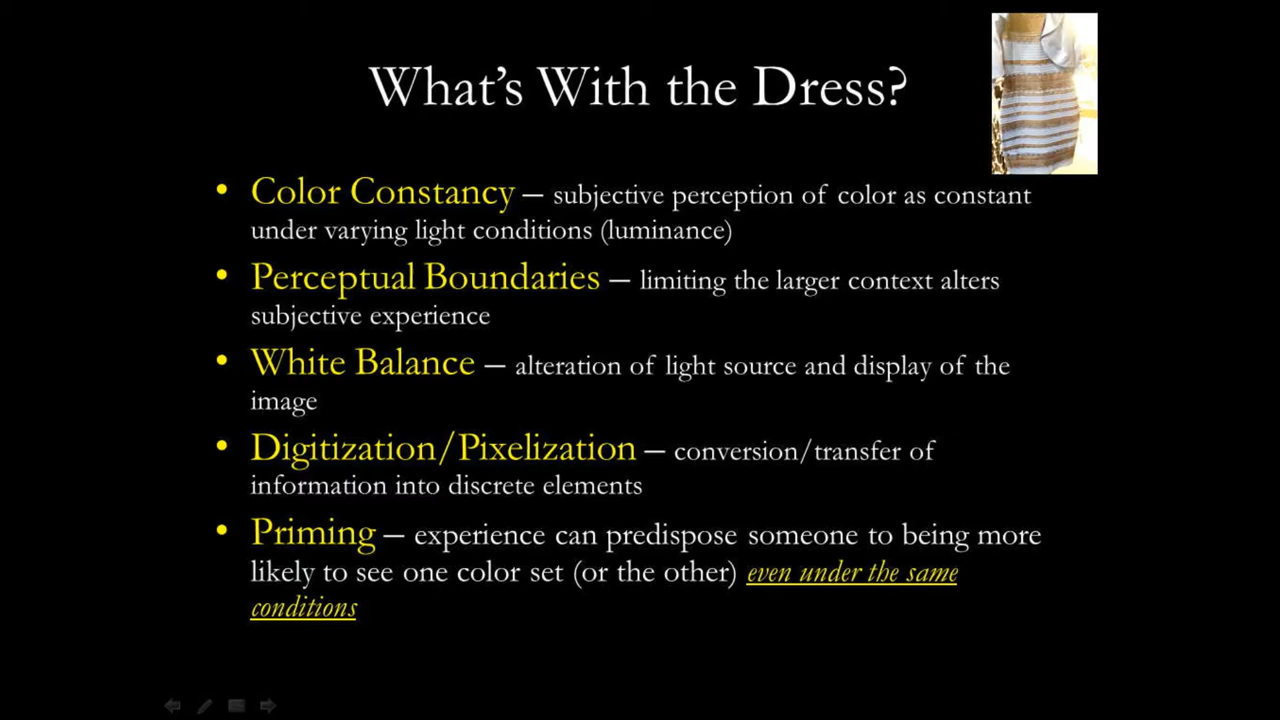 What's With the Dress?
• Color Constancy – subjective perception of color as constant
under varying light conditions (luminance)
• Perceptual Boundaries – limiting the larger context alters
subjective experience
• White Balance – alteration of light source and display of the
image
• Digitization/Pixelization – conversion/transfer of
information into discrete elements
• Priming – experience can predispose someone to being more
likely to see one color set (or the other) even under the same
conditions